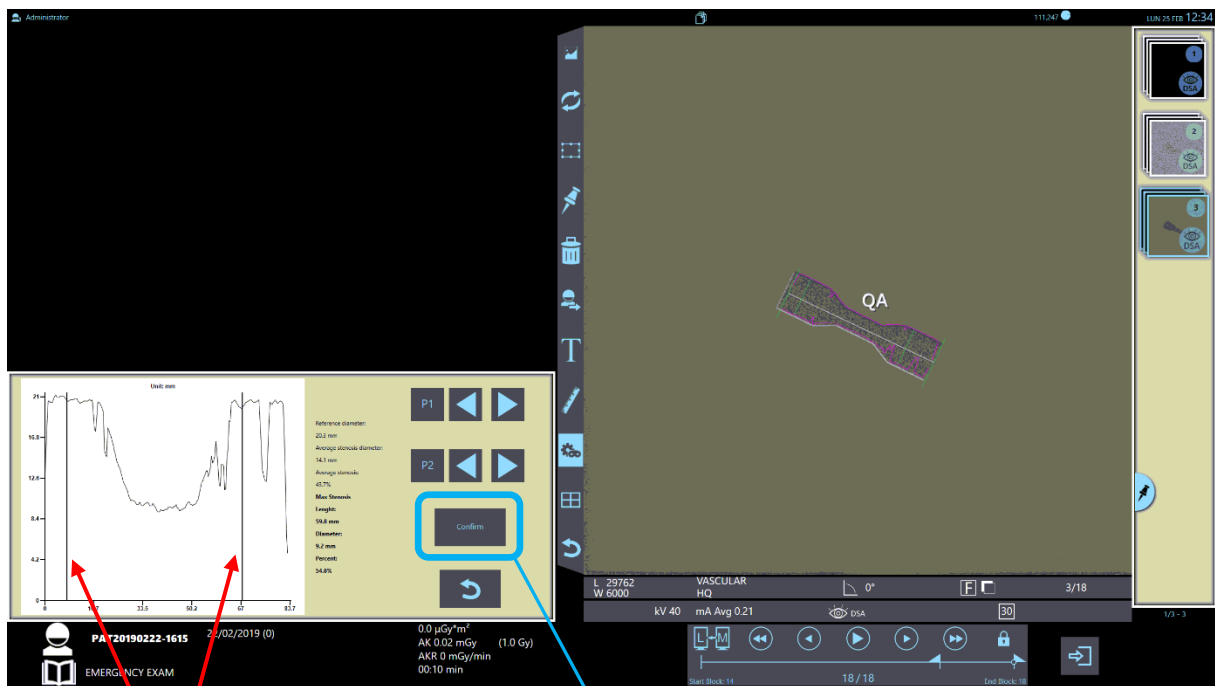 Administrator
111,247
LUN 25 FEB 12:34
1
DSA
2
DSA
3
DSA
QA
T
Unit: mm
21
16.8
12.6
8.4
4.2
0
0
33.5
50.2
67
83.7
Reference diameter:
20.3 mm
Average stenosis diameter:
14.1 mm
Average stenosis:
43.7%
Max Stenosis
Lenght:
59.8 mm
Diameter:
9.2 mm
Percent:
54.8%
P1
P2
Confirm
L 29762
W 6000
VASCULAR
HQ
0°
F
3/18
kV 40 mA Avg 0.21
DSA
30
1/3 - 3
PAT20190222-1615
22/02/2019 (0)
EMERGENCY EXAM
0.0 µGy*m²
AK 0.02 mGy (1.0 Gy)
AKR 0 mGy/min
00:10 min
L M
Start Block: 14
18 / 18
End Block: 18